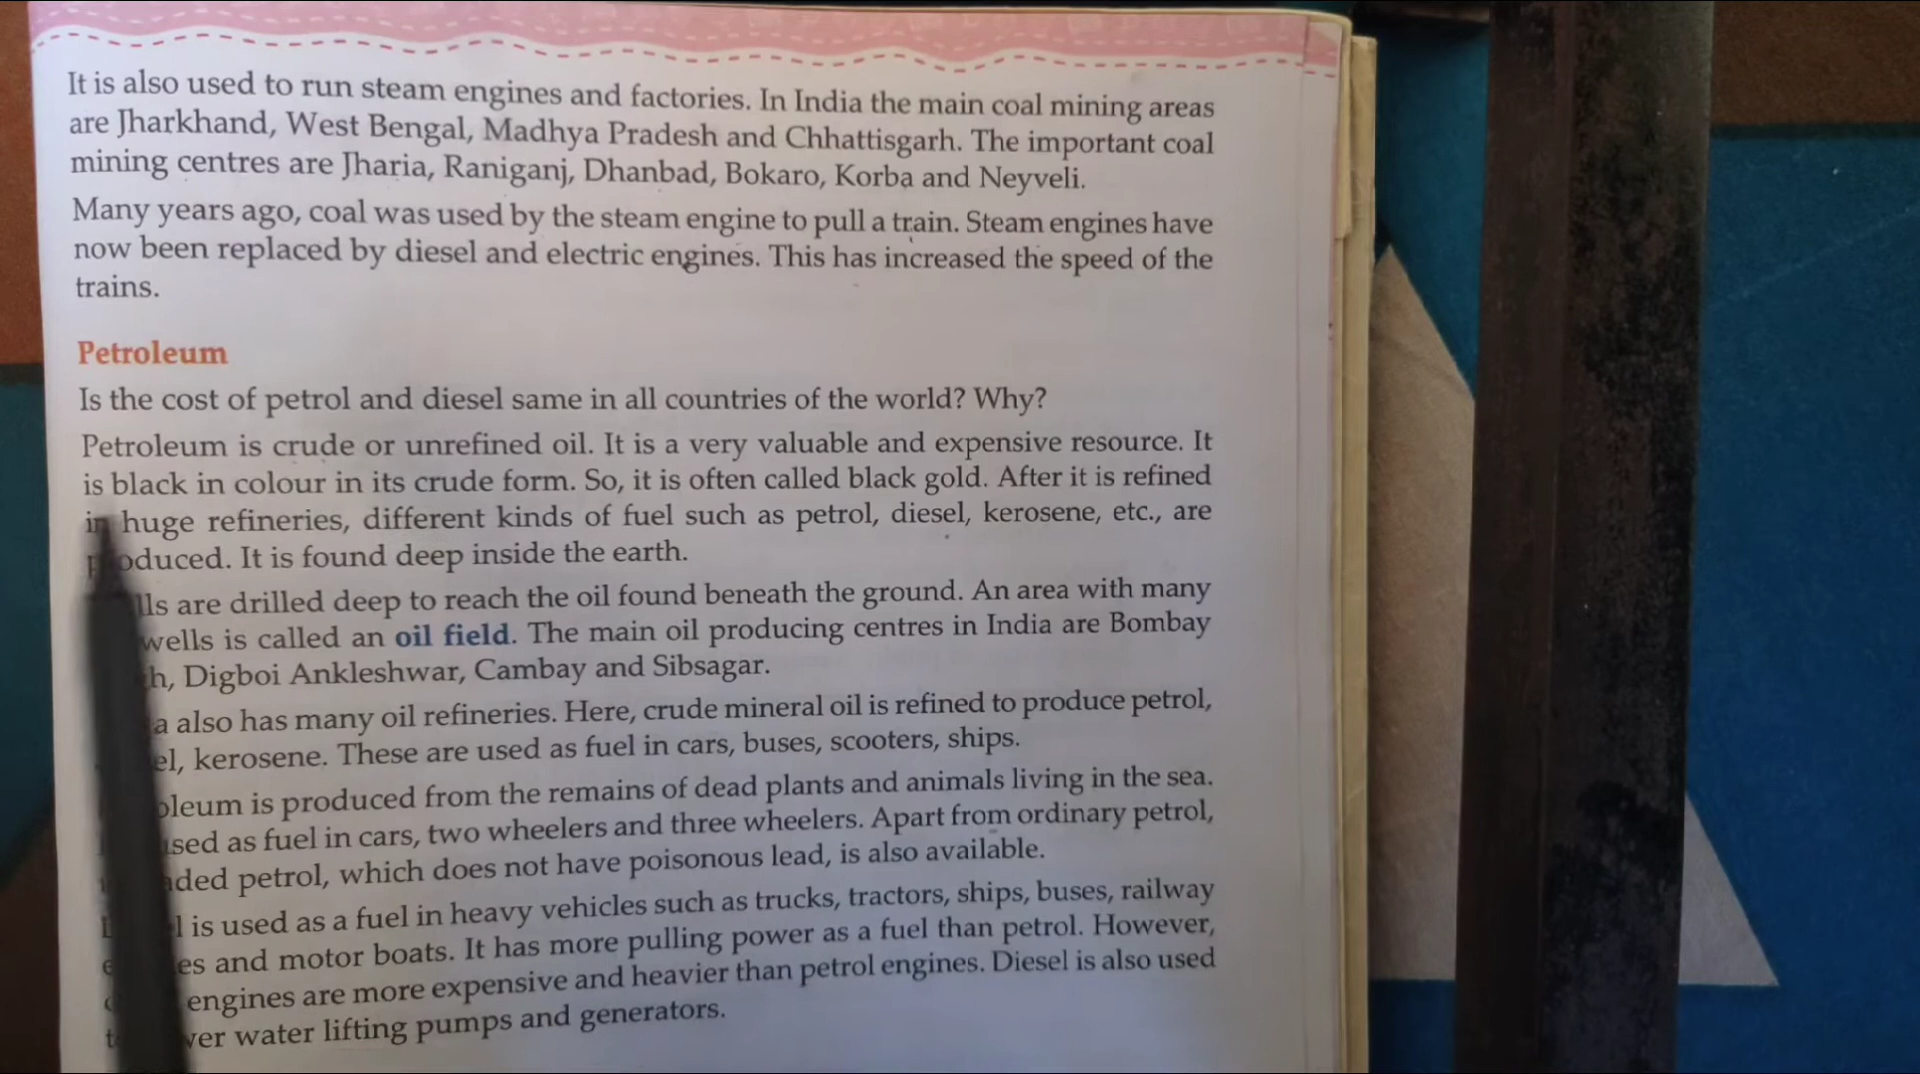 It is also used to run steam engines and factories. In India the main coal mining areas
are Jharkhand, West Bengal, Madhya Pradesh and Chhattisgarh. The important coal
mining centres are Jharia, Raniganj, Dhanbad, Bokaro, Korba and Neyveli.
Many years ago, coal was used by the steam engine to pull a train. Steam engines have
now been replaced by diesel and electric engines. This has increased the speed of the
trains.
Petroleum
Is the cost of petrol and diesel same in all countries of the world? Why?
Petroleum is crude or unrefined oil. It is a very valuable and expensive resource. It
is black in colour in its crude form. So, it is often called black gold. After it is refined
in huge refineries, different kinds of fuel such as petrol, diesel, kerosene, etc., are
produced. It is found deep inside the earth.
are drilled deep to reach the oil found beneath the ground. An area with many
wells is called an oil field. The main oil producing centres in India are Bombay
Digboi Ankleshwar, Cambay and Sibsagar.
also has many oil refineries. Here, crude mineral oil is refined to produce petrol,
kerosene. These are used as fuel in cars, buses, scooters, ships.
is produced from the remains of dead plants and animals living in the sea.
as fuel in cars, two wheelers and three wheelers. Apart from ordinary petrol,
petrol, which does not have poisonous lead, is also available.
is used as a fuel in heavy vehicles such as trucks, tractors, ships, buses, railway
and motor boats. It has more pulling power as a fuel than petrol. However,
engines are more expensive and heavier than petrol engines. Diesel is also used
water lifting pumps and generators.